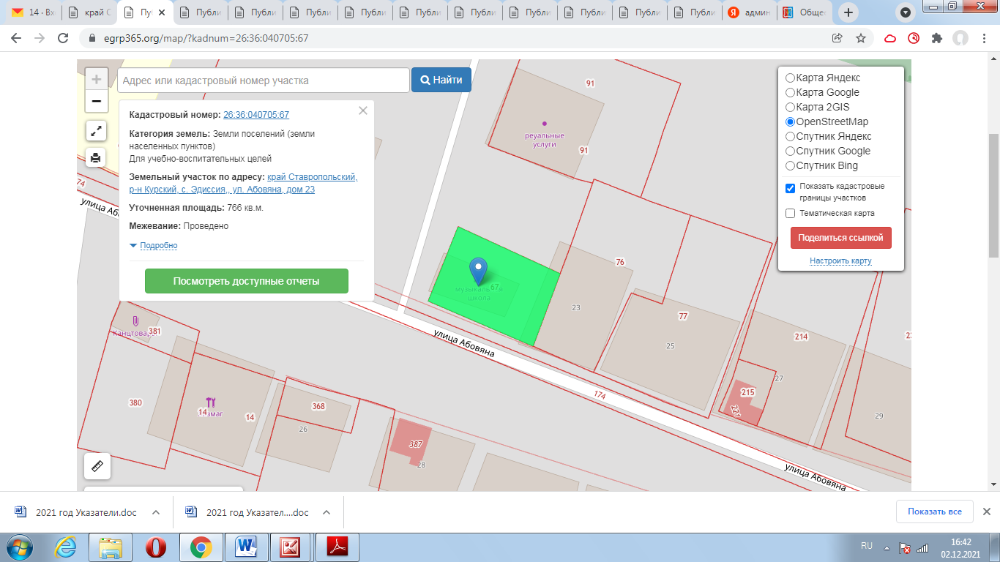 14 · Вх
край С
Пу
Публи
Публи
Публи
Публи
Публи
Публи
Публи
Публи
Публи
Публи
админ
Общес
egrp365.org/map/?kadnum=26:36:040705:67
Адрес или кадастровый номер участка
Найти
Кадастровый номер: 26:36:040705:67
Категория земель: Земли поселений (земли
населенных пунктов)
Для учебно-воспитательных целей
Земельный участок по адресу: край Ставропольский,
р-н Курский, с. Эдиссия,, ул. Абовяна, дом 23
Уточненная площадь: 766 кв.м.
Межевание: Проведено
Подробно
Посмотреть доступные отчеты
Карта Яндекс
Карта Google
Карта 2GIS
OpenStreetMap
Спутник Яндекс
Спутник Google
Спутник Bing
Показать кадастровые
границы участков
Тематическая карта
Поделиться ссылкой
Настроить карту
91
реуальные
услуги
91
74
улица Аб
76
67
школа
23
77
25
214
27
215
221
29
улица Абовяна
174
улица Абовяна
Канцтовар
381
380
14
14
368
26
387
28
2021 год Указатели.doc
2021 год Указател....doc
Показать все
RU
16:42
02.12.2021